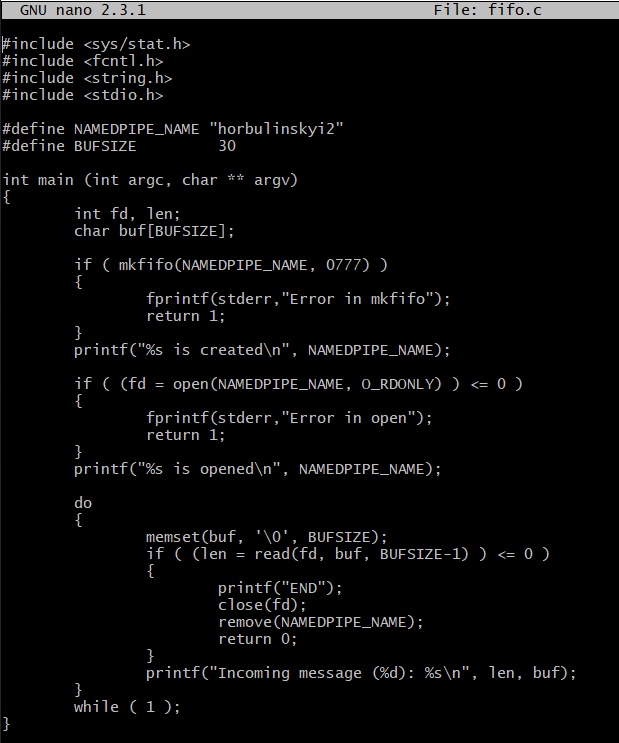 GNU nano 2.3.1 File: fifo.c
#include <sys/stat.h>
#include <fcntl.h>
#include <string.h>
#include <stdio.h>
#define NAMEDPIPE_NAME "horbulinskyi2"
#define BUFSIZE 30
int main (int argc, char ** argv)
{
int fd, len;
char buf[BUFSIZE];
if ( mkfifo(NAMEDPIPE_NAME, 0777) )
{
fprintf(stderr,"Error in mkfifo");
return 1;
}
printf("%s is created\n", NAMEDPIPE_NAME);
if ( (fd = open(NAMEDPIPE_NAME, O_RDONLY) ) <= 0 )
{
fprintf(stderr,"Error in open");
return 1;
}
printf("%s is opened\n", NAMEDPIPE_NAME);
do
{
memset(buf, '\0', BUFSIZE);
if ( (len = read(fd, buf, BUFSIZE-1) ) <= 0 )
{
printf("END");
close(fd);
remove(NAMEDPIPE_NAME);
return 0;
}
printf("Incoming message (%d): %s\n", len, buf);
}
while ( 1 );
}